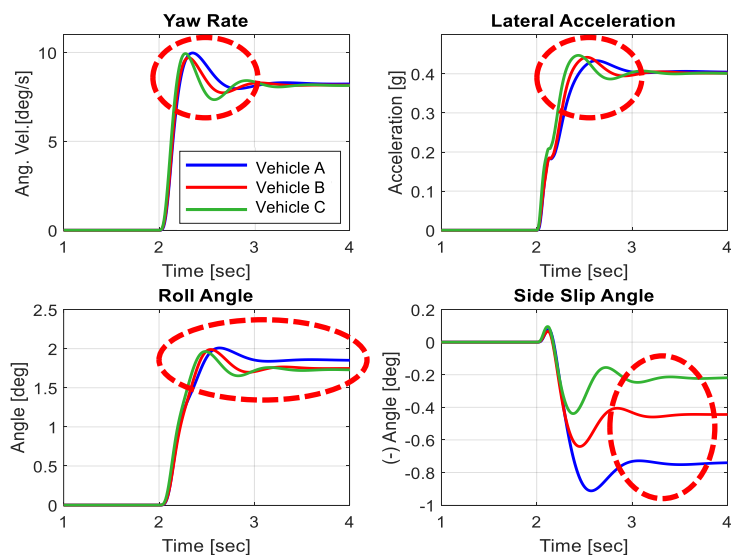 Yaw Rate
Ang. Vel.[deg/s]
10
5
0
1
2
3
4
Time [sec]
Vehicle A
Vehicle B
Vehicle C
Lateral Acceleration
Acceleration [g]
0.4
0.3
0.2
0.1
0
1
2
3
4
Time [sec]
Roll Angle
Angle [deg]
2.5
2
1.5
1
0.5
0
1
2
3
4
Time [sec]
Side Slip Angle
(-) Angle [deg]
0.2
0
-0.2
-0.4
-0.6
-0.8
-1
1
2
3
4
Time [sec]